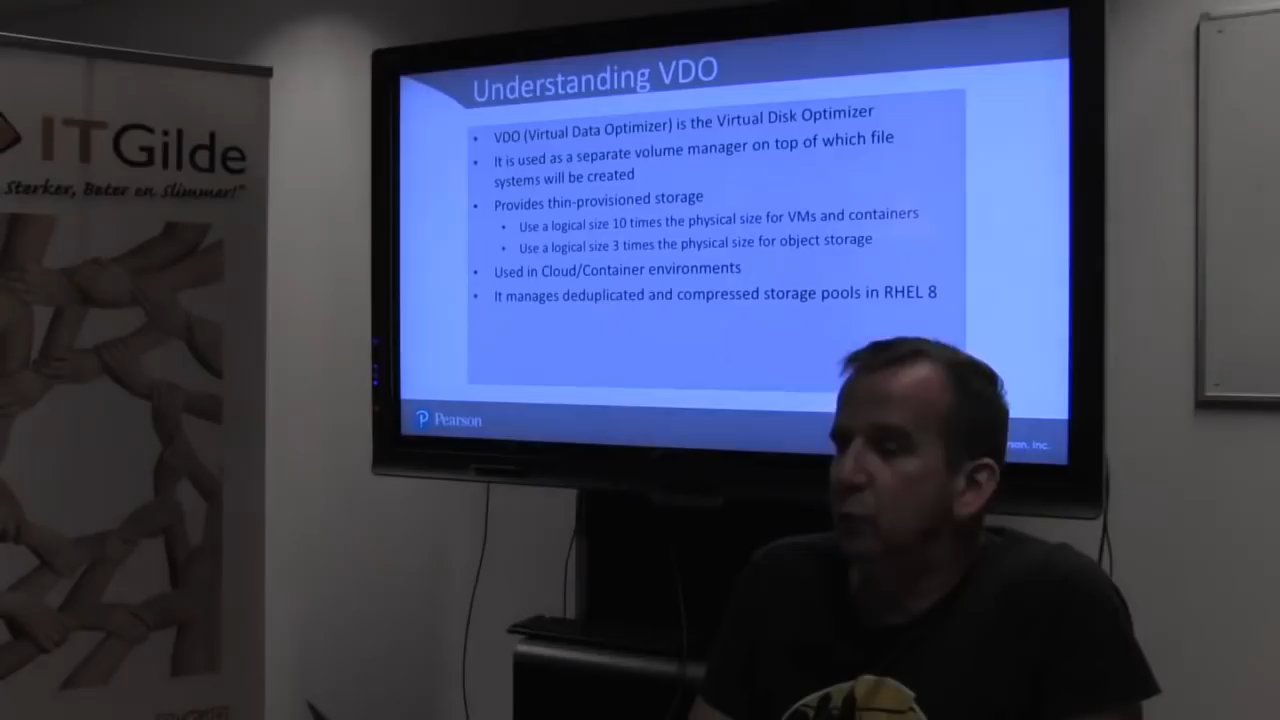 ITGilde
Sterker, Beter en Slimmer!"
Understanding VDO
• VDO (Virtual Data Optimizer) is the Virtual Disk Optimizer
• It is used as a separate volume manager on top of which file
systems will be created
• Provides thin-provisioned storage
• Use a logical size 10 times the physical size for VMs and containers
• Use a logical size 3 times the physical size for object storage
• Used in Cloud/Container environments
• It manages deduplicated and compressed storage pools in RHEL 8
Pearson
Inc.